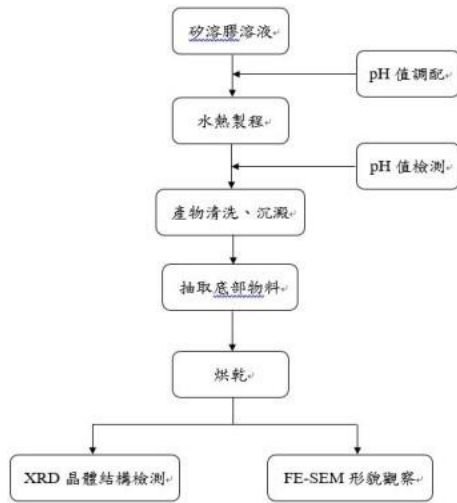 矽溶膠溶液
pH 值調配
水熱製程
pH 值檢測
產物清洗、沉澱
抽取底部物料
烘乾
XRD 晶體結構檢測
FE-SEM 形貌觀察